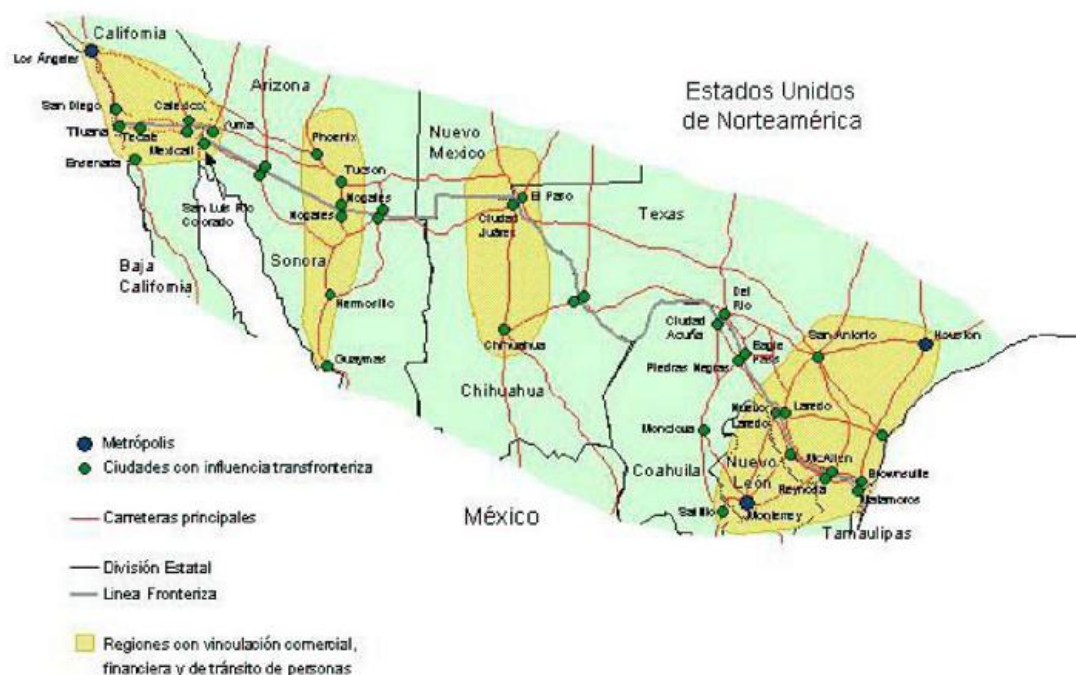 California
Los Ángeles
Arizona
Estados Unidos
de Norteamérica
San Diego
Calexico
Tijuana
Tecate
Yuma
Mexicali
Phoenix
Nuevo
Mexico
Ensenada
Tucson
San Luis Río
Colorado
Nogales
Nogales
El Paso
Ciudad
Juárez
Texas
Baja
California
Sonora
Hermosillo
Del
Rio
Ciudad
Acuña
San Antonio
Houston
Chihuahua
Eagle
Pass
Piedras Negras
Guaymas
Chihuahua
Nuevo
Laredo
Laredo
Monclova
McAllen
Coahuila
Nuevo
León
Brownsville
Reynosa
Matamoros
Saltillo
Monterrey
México
Tamaulipas
Metrópolis
Ciudades con influencia transfronteriza
Carreteras principales
División Estatal
Linea Fronteriza
Regiones con vinculación comercial,
financiera y de tránsito de personas